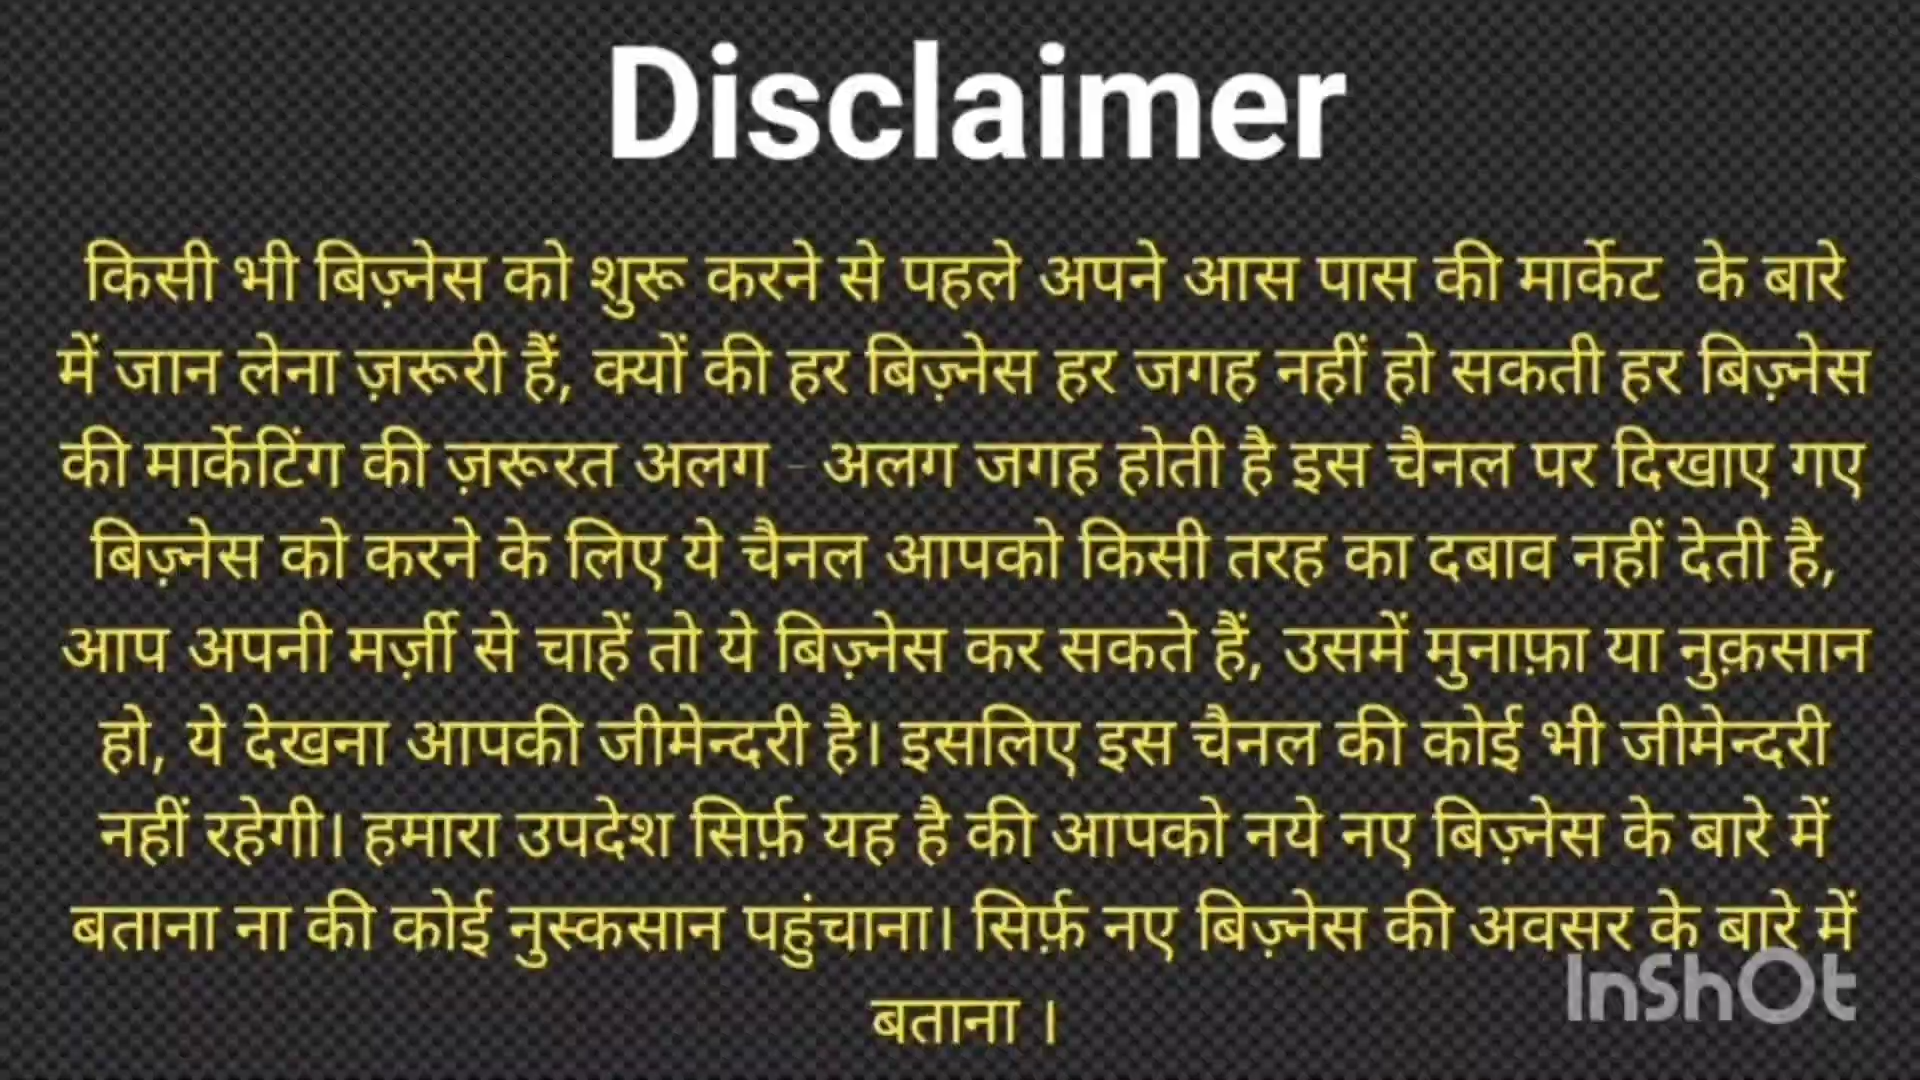 Disclaimer
किसी भी बिज़्नेस को शुरू करने से पहले अपने आस पास की मार्केट के बारे
में जान लेना ज़रूरी हैं, क्यों की हर बिज़्नेस हर जगह नहीं हो सकती हर बिज़्नेस
की मार्केटिंग की ज़रूरत अलग - अलग जगह होती है इस चैनल पर दिखाए गए
बिज़्नेस को करने के लिए ये चैनल आपको किसी तरह का दबाव नहीं देती है,
आप अपनी मर्ज़ी से चाहें तो ये बिज़्नेस कर सकते हैं, उसमें मुनाफ़ा या नुक़सान
हो, ये देखना आपकी जीमेन्दरी है। इसलिए इस चैनल की कोई भी जीमेन्दरी
नहीं रहेगी। हमारा उपदेश सिर्फ़ यह है की आपको नये नए बिज़्नेस के बारे में
बताना ना की कोई नुस्कसान पहुंचाना। सिर्फ़ नए बिज़्नेस की अवसर के बारे में
बताना ।
InShOt